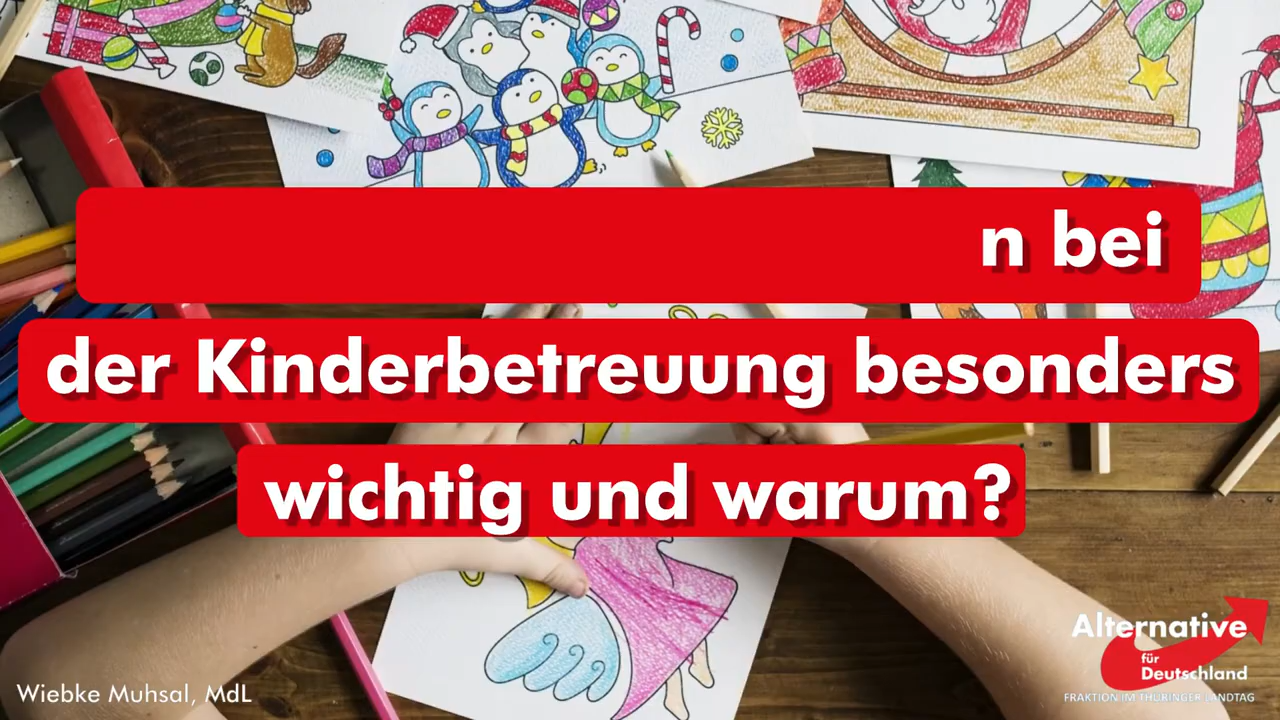 n bei
der Kinderbetreuung besonders
wichtig und warum?
Alternative
für
Deutschland
FRAKTION IM THÜRINGER LANDTAG
Wiebke Muhsal, MdL